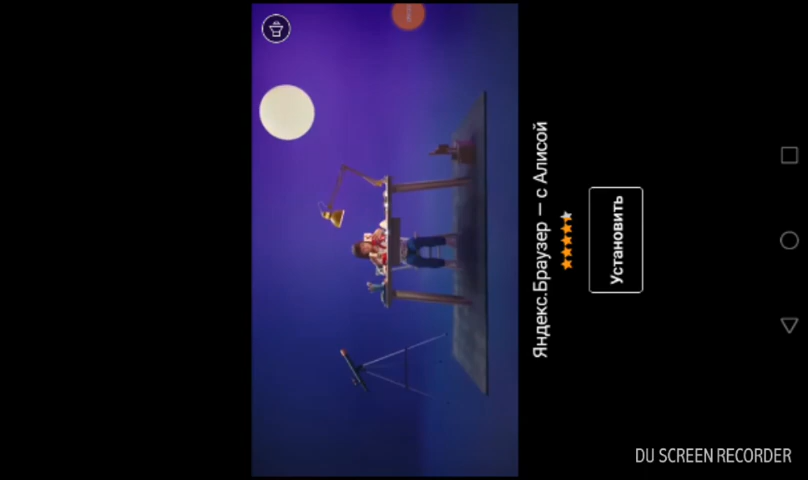 Яндекс.Браузер — с Алисой
Установить
DU SCREEN RECORDER